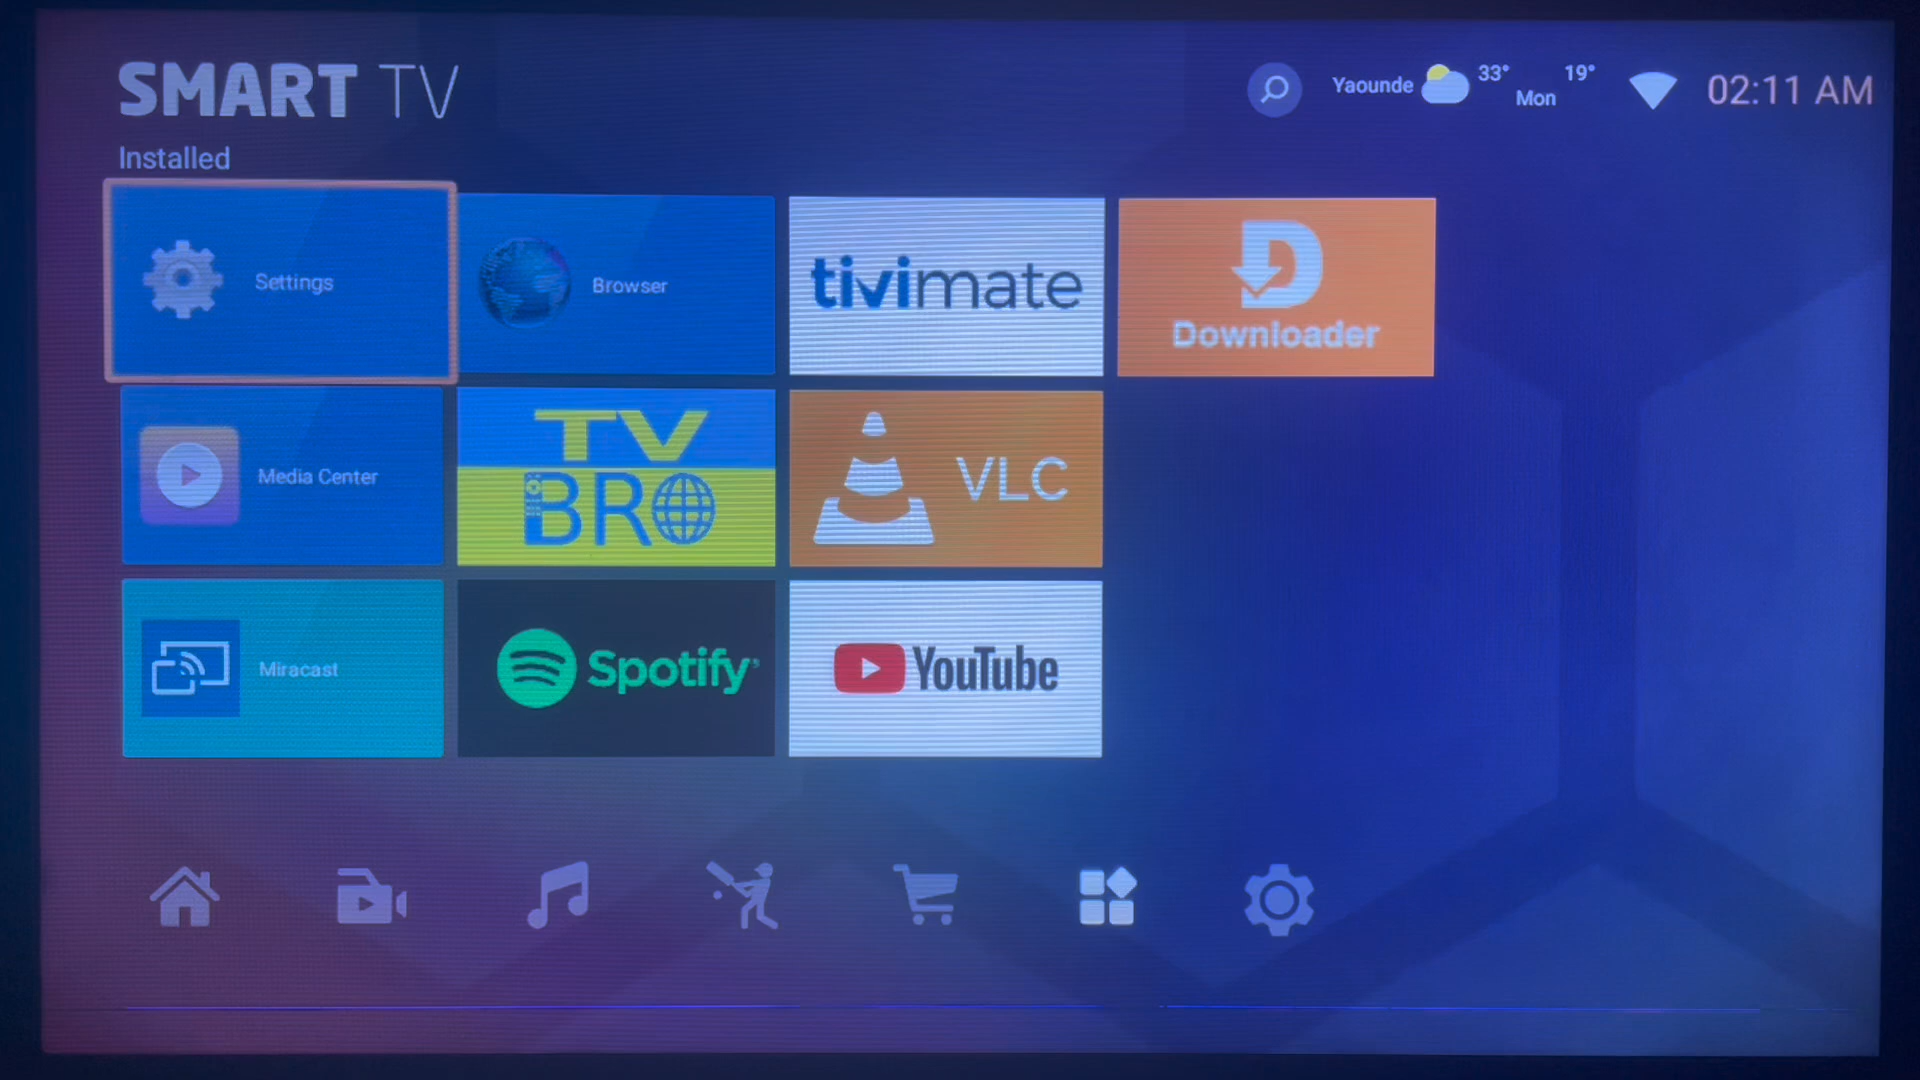 SMART TV
Yaounde 33° Mon 19° 02:11 AM
Installed
Settings
Browser
tivimate
D
Downloader
Media Center
TV
BRO
VLC
Miracast
Spotify
YouTube